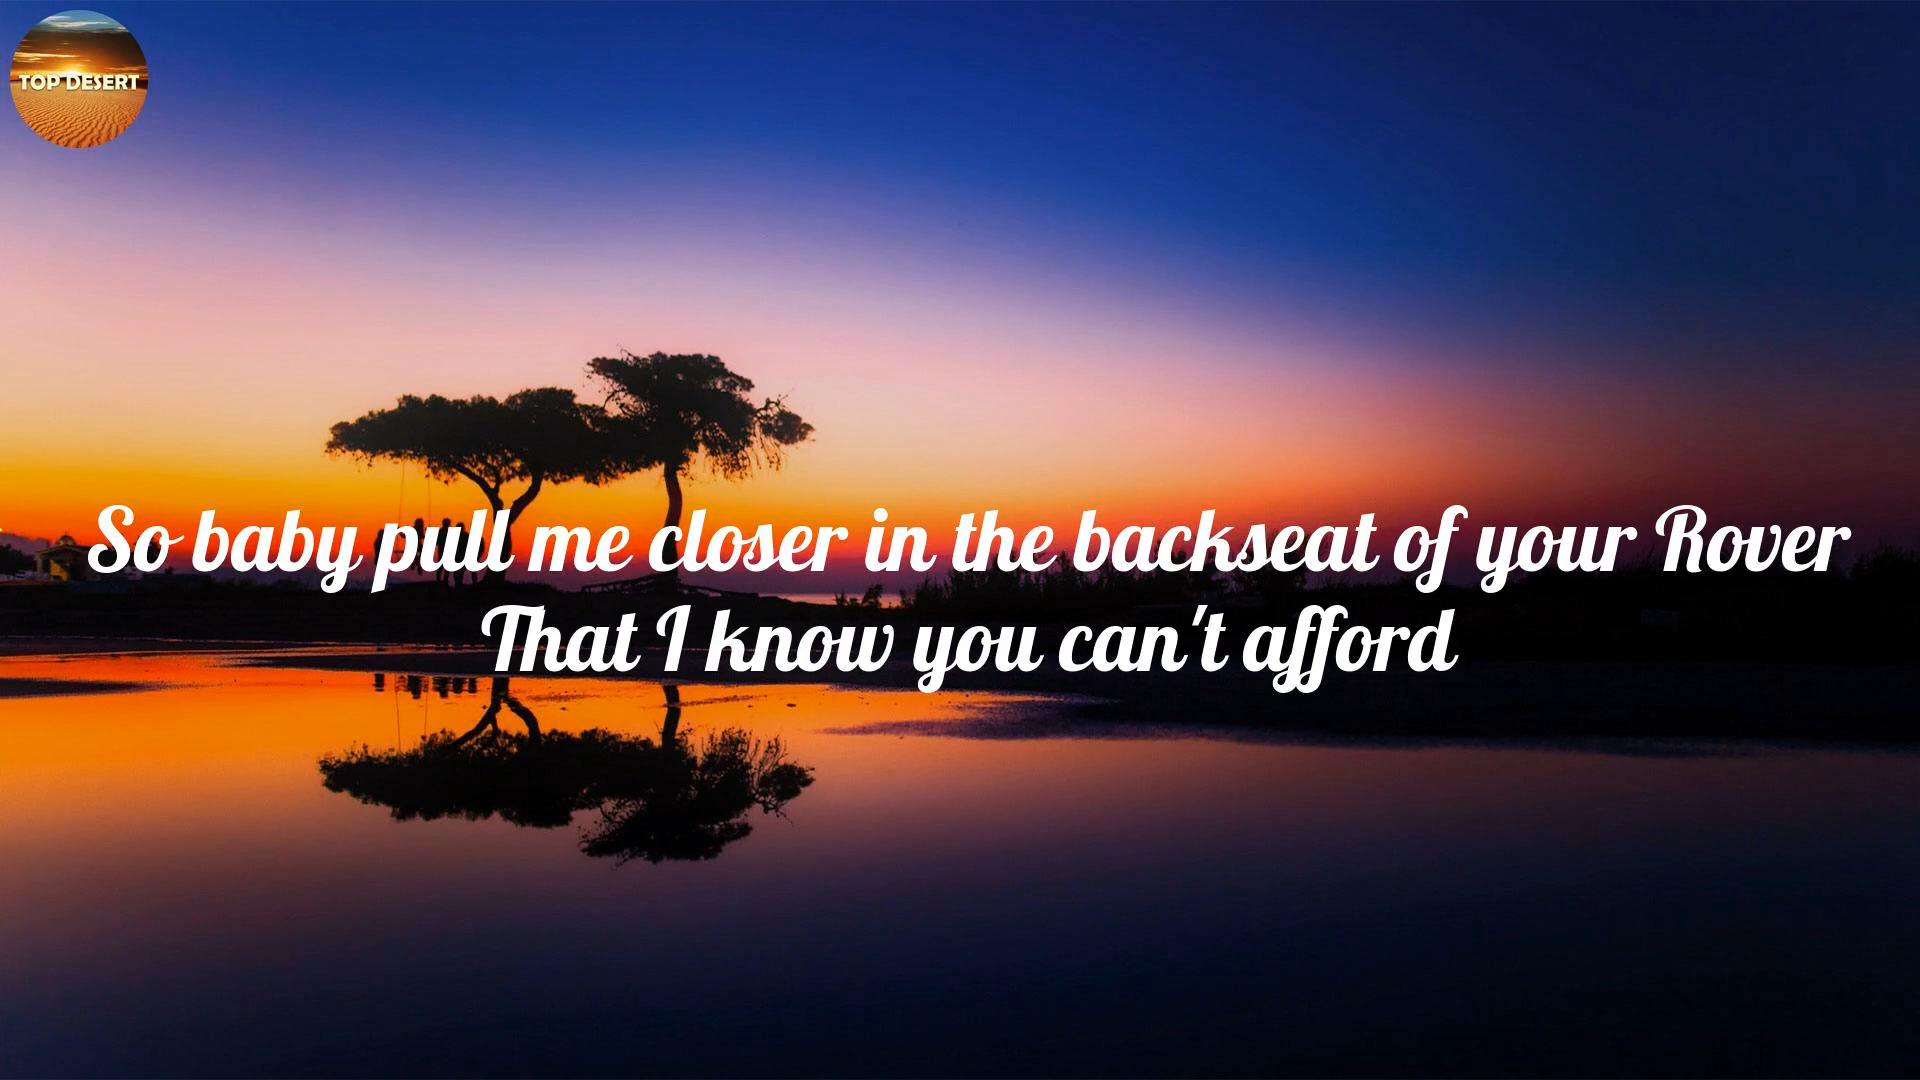 TOP DESERT
So baby pull me closer in the backseat of your Rover
That I know you can't afford